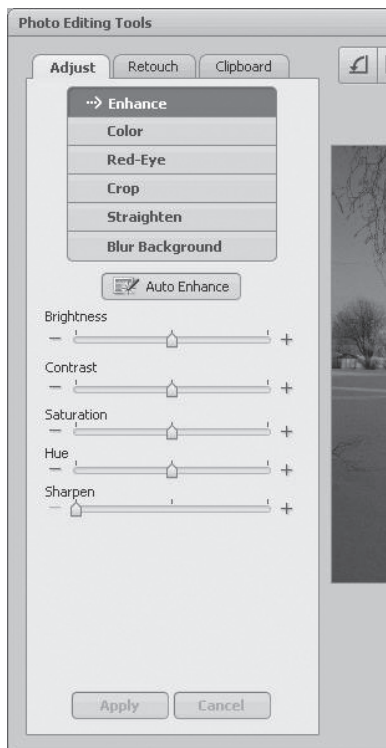 Photo Editing Tools
Adjust Retouch Clipboard
Enhance
Color
Red-Eye
Crop
Straighten
Blur Background
Auto Enhance
Brightness
− +
Contrast
− +
Saturation
− +
Hue
− +
Sharpen
− +
Apply Cancel